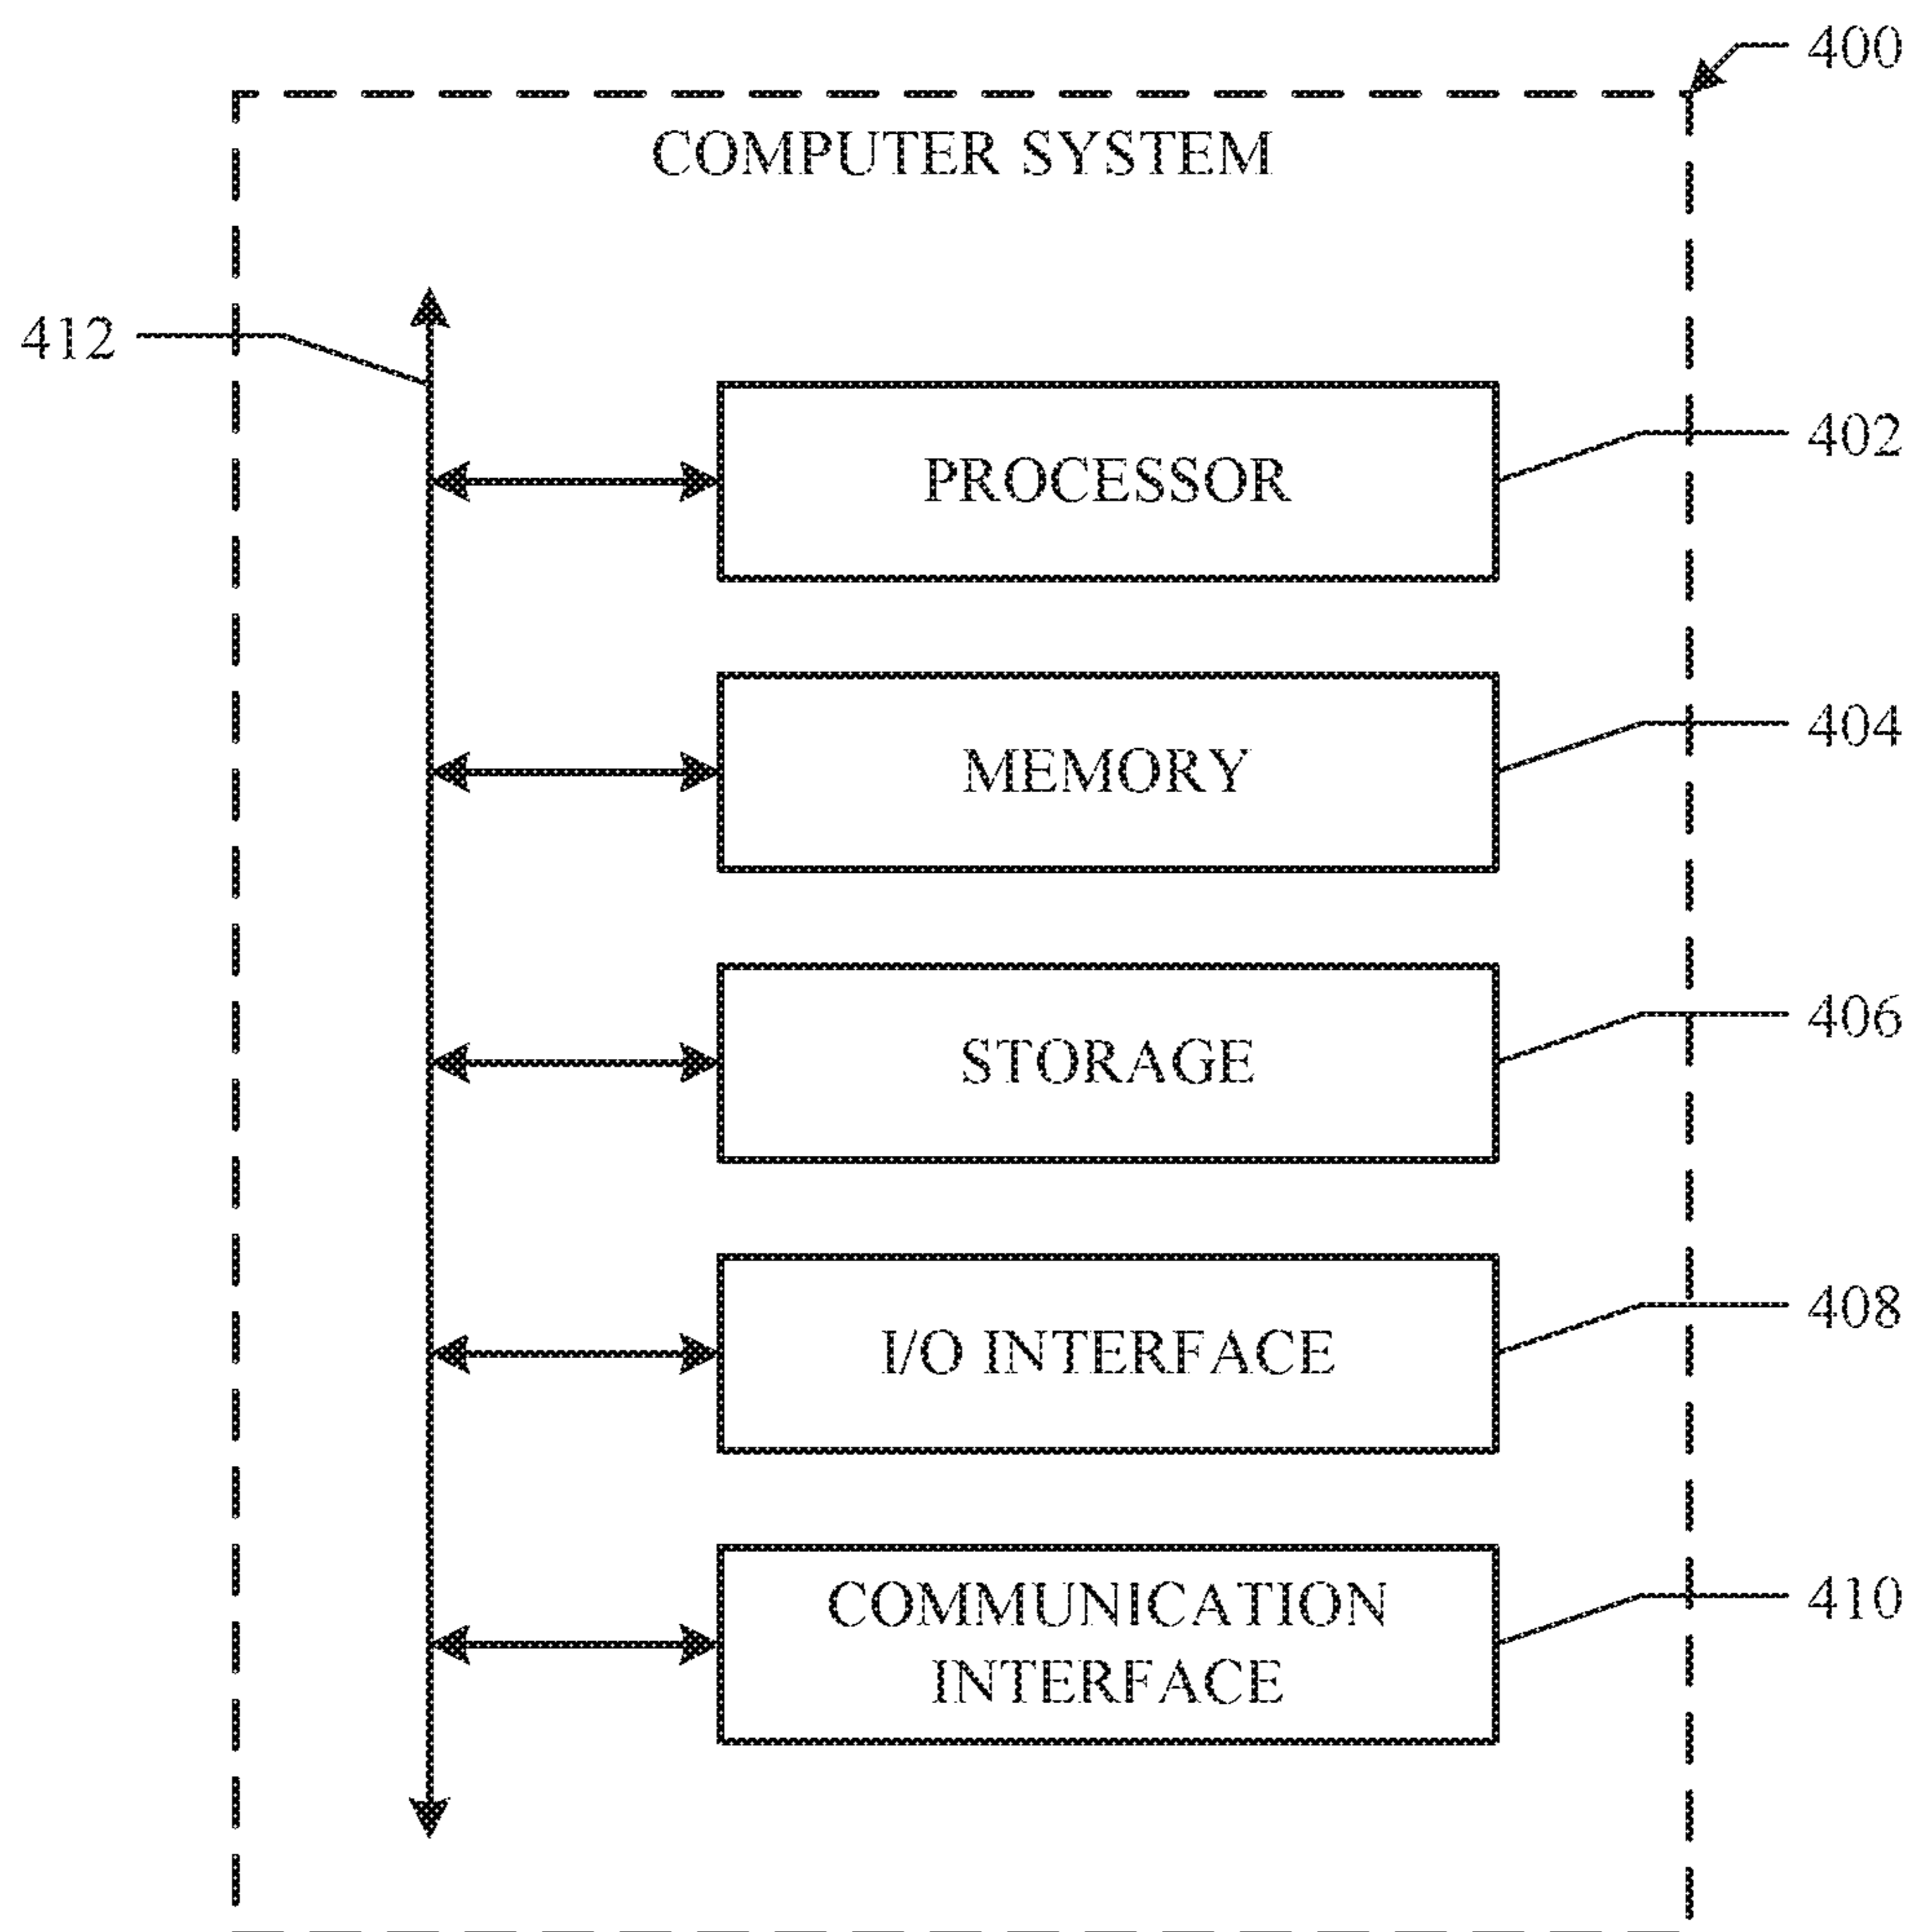 400
COMPUTER SYSTEM
412
PROCESSOR
402
MEMORY
404
STORAGE
406
I/O INTERFACE
408
COMMUNICATION
INTERFACE
410